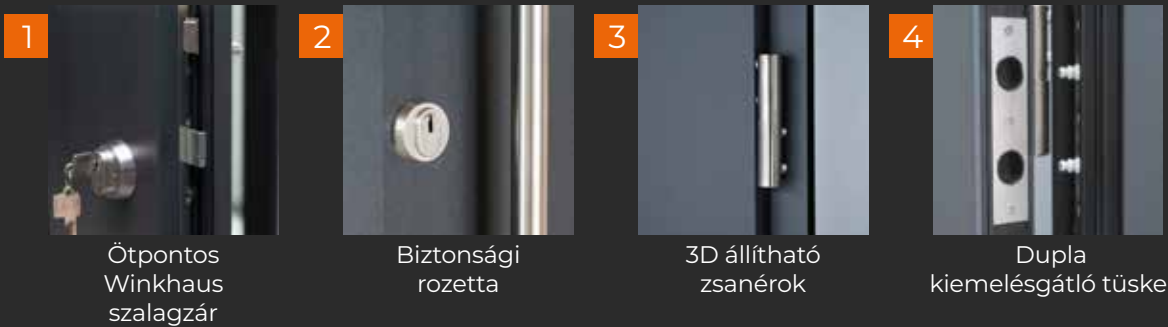 1
Ötpontos
Winkhaus
szalagzár
2
Biztonsági
rozetta
3
3D állítható
zsanérok
4
Dupla
kiemelésgátló tüske